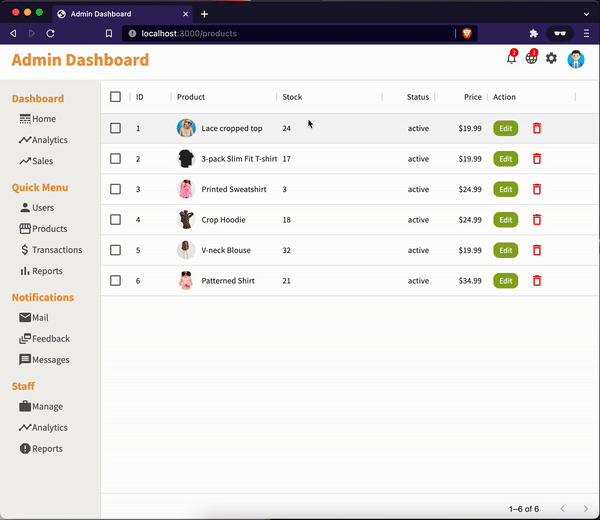 Admin Dashboard
localhost:3000/products
Admin Dashboard
2 2
Dashboard
Home
Analytics
Sales
Quick Menu
Users
Products
Transactions
Reports
Notifications
Mail
Feedback
Messages
Staff
Manage
Analytics
Reports
ID Product Stock Status Price Action
1 Lace cropped top 24 active $19.99 Edit
2 3-pack Slim Fit T-shirt 17 active $19.99 Edit
3 Printed Sweatshirt 3 active $24.99 Edit
4 Crop Hoodie 18 active $24.99 Edit
5 V-neck Blouse 32 active $19.99 Edit
6 Patterned Shirt 21 active $34.99 Edit
1–6 of 6